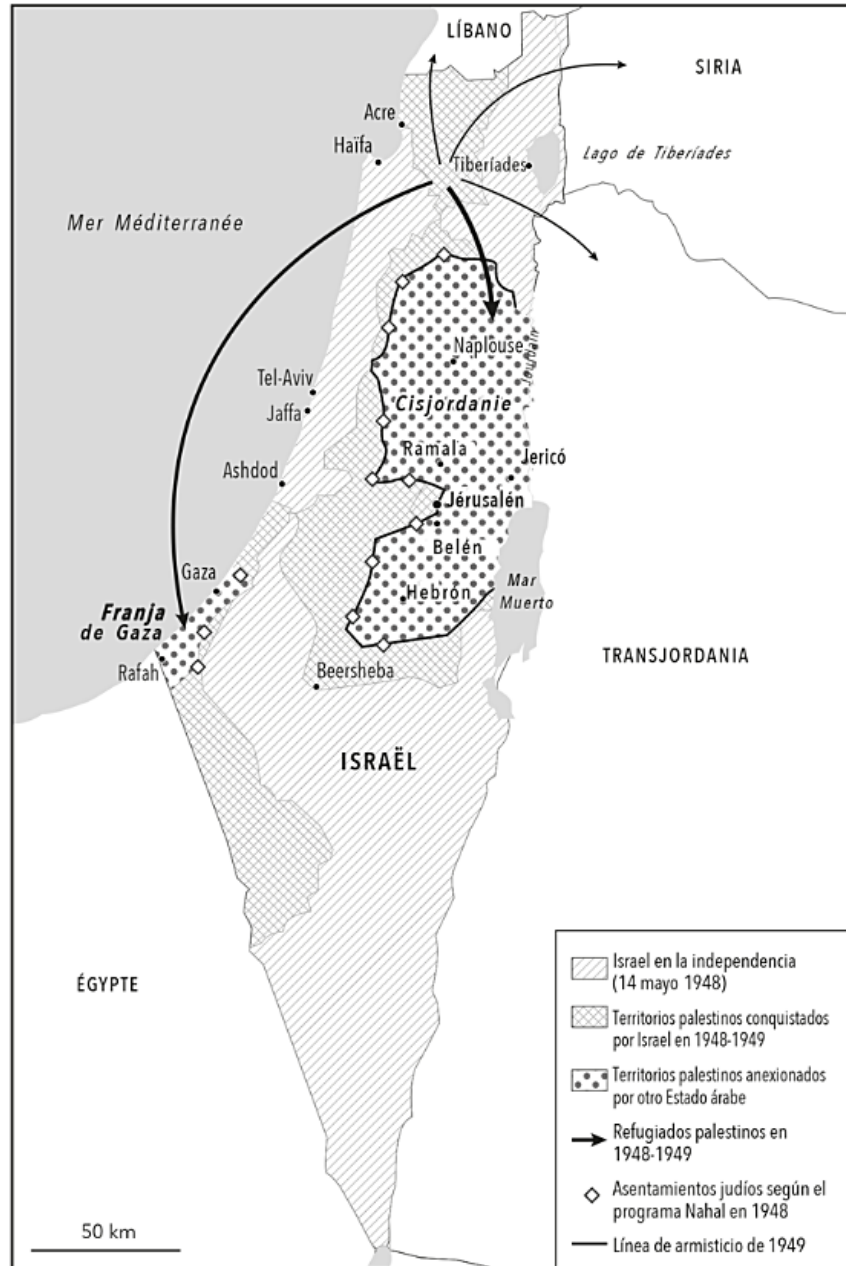 LÍBANO
SIRIA
Acre
Haïfa
Tiberíades
Lago de Tiberíades
Mer Méditerranée
Naplouse
Jourdain
Tel-Aviv
Cisjordanie
Jaffa
Ramala
Jericó
Ashdod
Jérusalén
Belén
Gaza
Mar
Muerto
Hebrón
Franja
de Gaza
Rafah
TRANSJORDANIA
Beersheba
ISRAËL
ÉGYPTE
Israel en la independencia
(14 mayo 1948)
Territorios palestinos conquistados
por Israel en 1948-1949
Territorios palestinos anexionados
por otro Estado árabe
Refugiados palestinos en
1948-1949
Asentamientos judíos según el
programa Nahal en 1948
Línea de armisticio de 1949
50 km